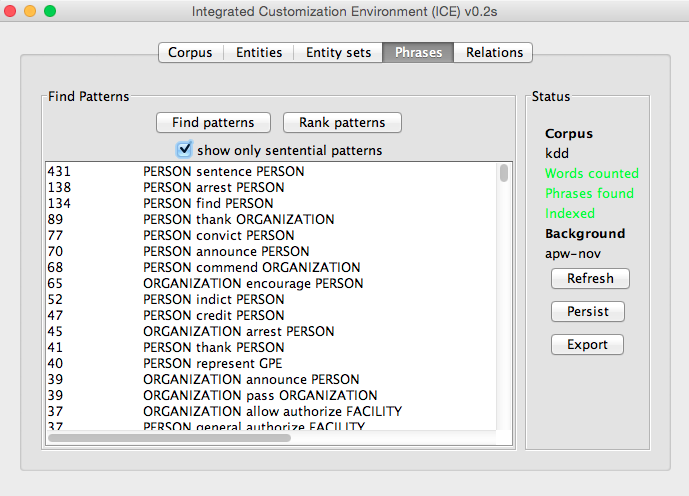 Integrated Customization Environment (ICE) v0.2s
Corpus Entities Entity sets Phrases Relations
Find Patterns
Find patterns Rank patterns
show only sentential patterns
431 PERSON sentence PERSON
138 PERSON arrest PERSON
134 PERSON find PERSON
89 PERSON thank ORGANIZATION
77 PERSON convict PERSON
70 PERSON announce PERSON
68 PERSON commend ORGANIZATION
65 ORGANIZATION encourage PERSON
52 PERSON indict PERSON
47 PERSON credit PERSON
45 ORGANIZATION arrest PERSON
41 PERSON thank PERSON
40 PERSON represent GPE
39 ORGANIZATION announce PERSON
39 ORGANIZATION pass ORGANIZATION
37 ORGANIZATION allow authorize FACILITY
37 PERSON general authorize FACILITY
Status
Corpus
kdd
Words counted
Phrases found
Indexed
Background
apw-nov
Refresh
Persist
Export